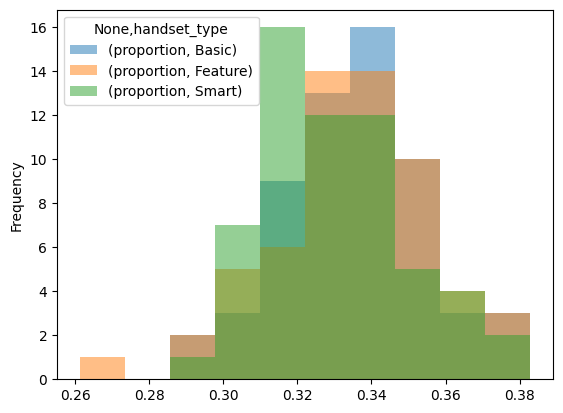 None,handset_type
(proportion, Basic)
(proportion, Feature)
(proportion, Smart)
Frequency
16
14
12
10
8
6
4
2
0
0.26 0.28 0.30 0.32 0.34 0.36 0.38